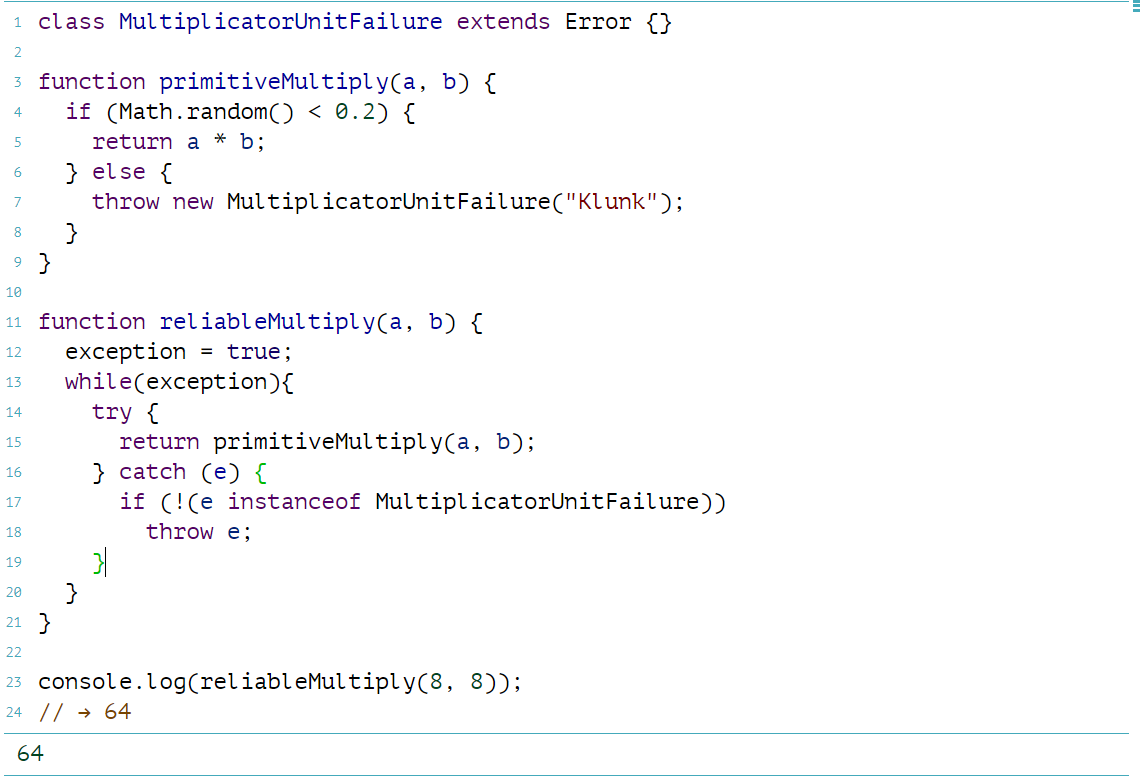 1 class MultiplicatorUnitFailure extends Error {}
2
3 function primitiveMultiply(a, b) {
4   if (Math.random() < 0.2) {
5     return a * b;
6   } else {
7     throw new MultiplicatorUnitFailure("Klunk");
8   }
9 }
10
11 function reliableMultiply(a, b) {
12   exception = true;
13   while(exception){
14     try {
15       return primitiveMultiply(a, b);
16     } catch (e) {
17       if (!(e instanceof MultiplicatorUnitFailure))
18         throw e;
19     }
20   }
21 }
22
23 console.log(reliableMultiply(8, 8));
24 // → 64
64